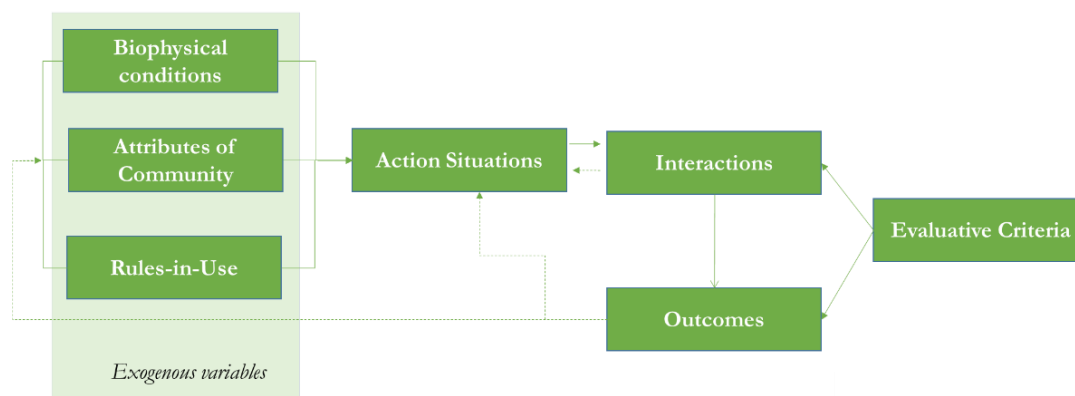 Biophysical
conditions
Attributes of
Community
Action Situations
Interactions
Evaluative Criteria
Rules-in-Use
Outcomes
Exogenous variables